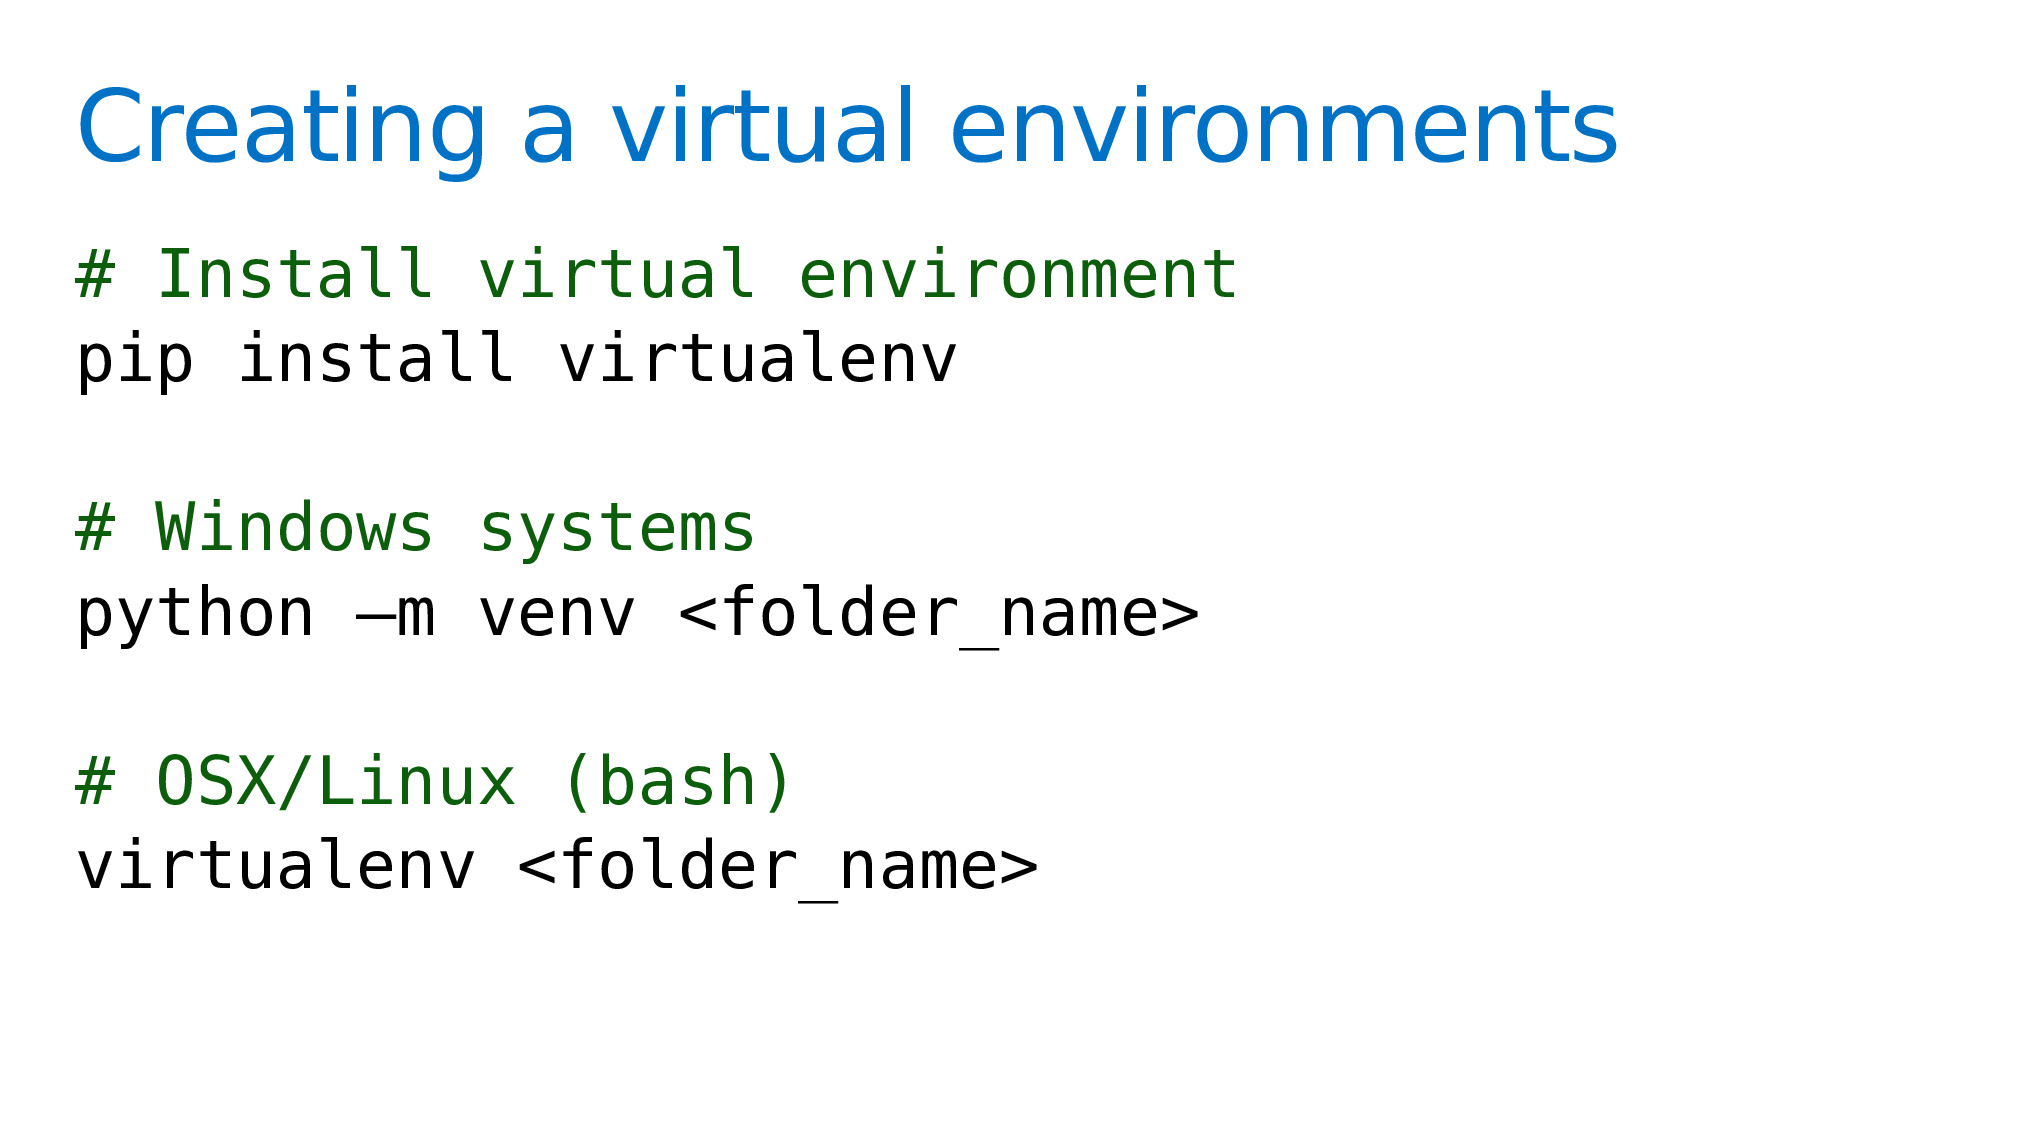 Creating a virtual environments
# Install virtual environment
pip install virtualenv
# Windows systems
python –m venv <folder_name>
# OSX/Linux (bash)
virtualenv <folder_name>